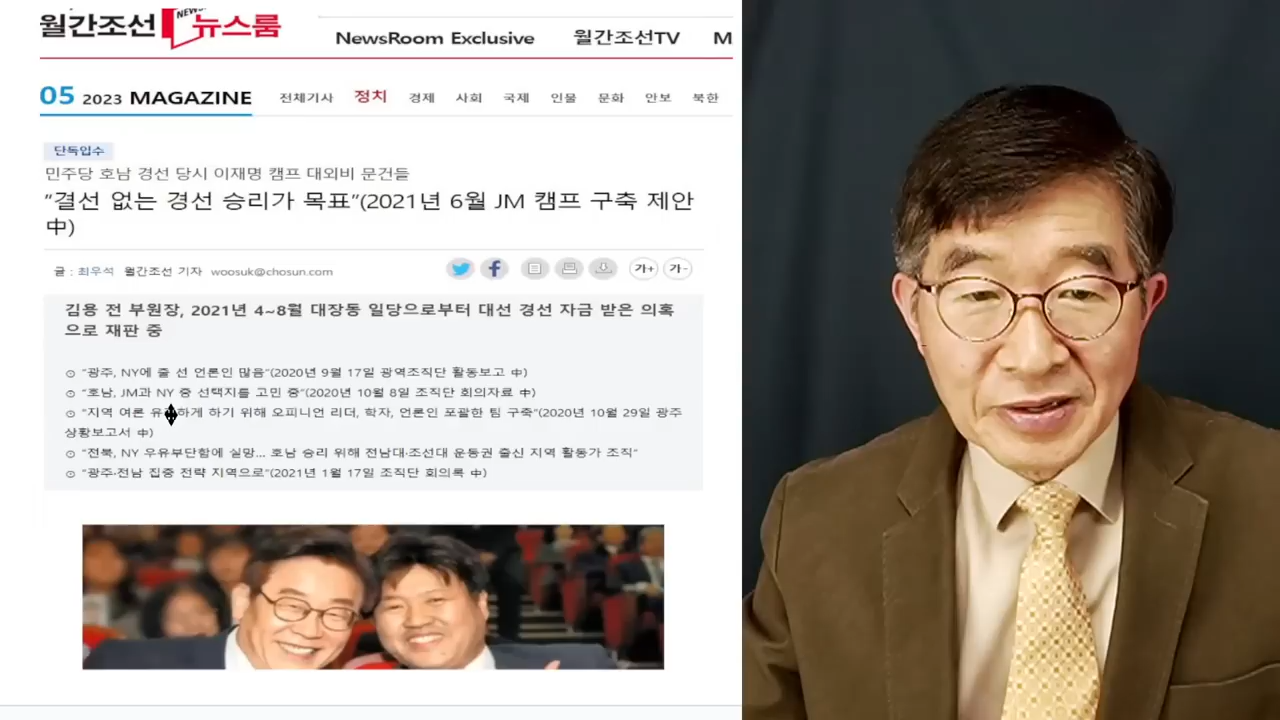 월간조선 NEWS 뉴스룸
NewsRoom Exclusive 월간조선TV M
05 2023 MAGAZINE 전체기사 정치 경제 사회 국제 인물 문화 안보 북한
단독입수
민주당 호남 경선 당시 이재명 캠프 대외비 문건들
“결선 없는 경선 승리가 목표”(2021년 6월 JM 캠프 구축 제안
中)
글 : 최우석 월간조선 기자 woosuk@chosun.com
가+ 가-
김용 전 부원장, 2021년 4~8월 대장동 일당으로부터 대선 경선 자금 받은 의혹
으로 재판 중
⊙ “광주, NY에 줄 선 언론인 많음”(2020년 9월 17일 광역조직단 활동보고 中)
⊙ “호남, JM과 NY 중 선택지를 고민 중”(2020년 10월 8일 조직단 회의자료 中)
⊙ “지역 여론 하게 하기 위해 오피니언 리더, 학자, 언론인 포괄한 팀 구축”(2020년 10월 29일 광주
상황보고서 中)
⊙ “전북, NY 우유부단함에 실망… 호남 승리 위해 전남대·조선대 운동권 출신 지역 활동가 조직”
⊙ “광주·전남 집중 전략 지역으로”(2021년 1월 17일 조직단 회의록 中)